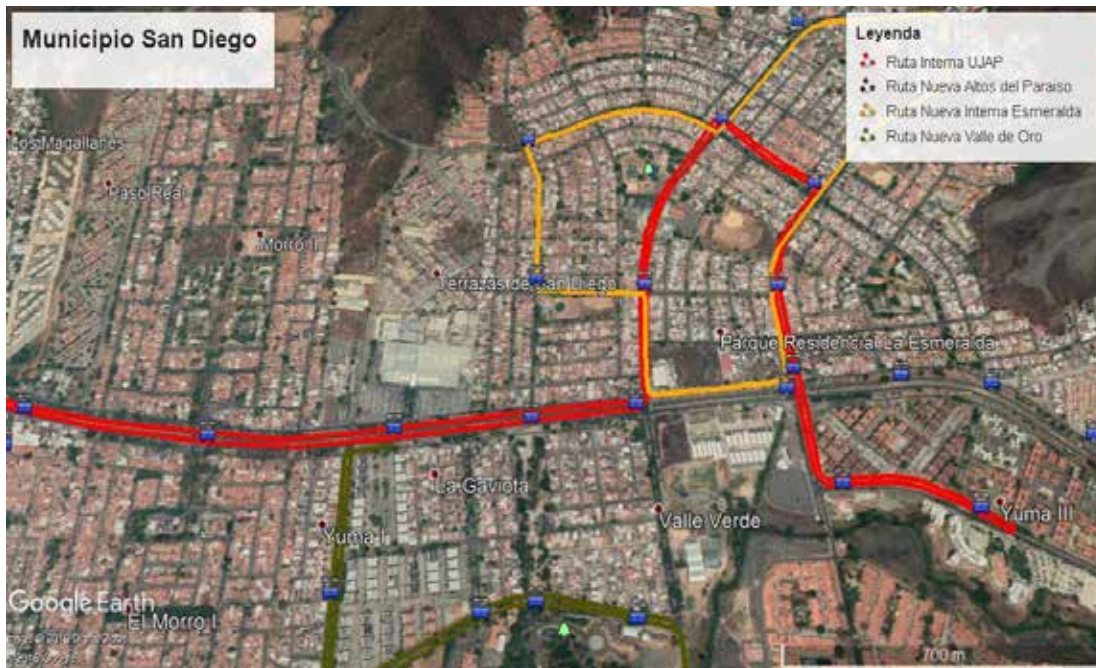 Municipio San Diego
Leyenda
Ruta Interna UJAP
Ruta Nueva Altos del Paraiso
Ruta Nueva Interna Esmeralda
Ruta Nueva Valle de Oro
Los Magallanes
Paso Real
Morro II
Terrazas de San Diego
Parque Residencial La Esmeralda
La Gaviota
Yuma I
Valle Verde
Yuma III
Google Earth
El Morro I
700 m